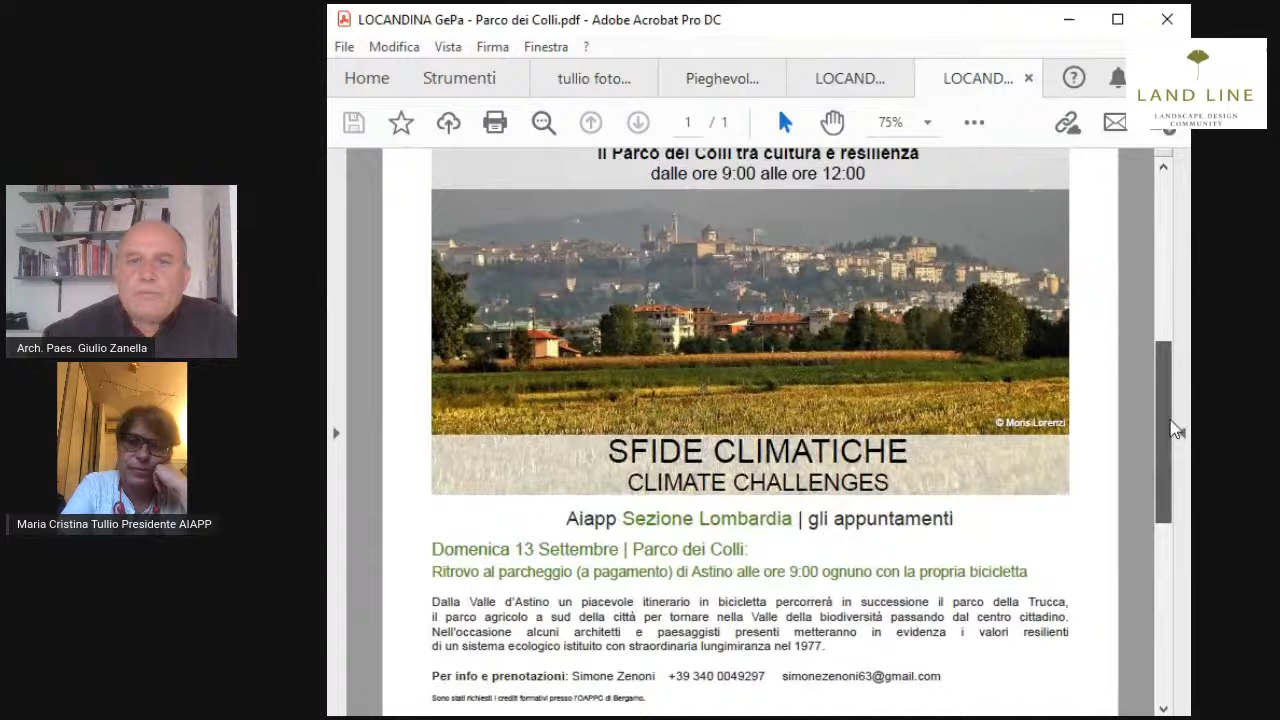 LOCANDINA GePa - Parco dei Colli.pdf - Adobe Acrobat Pro DC
File Modifica Vista Firma Finestra ?
Home Strumenti tullio foto... Pieghevol... LOCAND... LOCAND... ×
LAND LINE
LANDSCAPE DESIGN
COMMUNITY
1 / 1 75%
Il Parco dei Colli tra cultura e resilienza
dalle ore 9:00 alle ore 12:00
© Moris Lorenzi
SFIDE CLIMATICHE
CLIMATE CHALLENGES
Aiapp Sezione Lombardia | gli appuntamenti
Domenica 13 Settembre | Parco dei Colli:
Ritrovo al parcheggio (a pagamento) di Astino alle ore 9:00 ognuno con la propria bicicletta
Dalla Valle d'Astino un piacevole itinerario in bicicletta percorrerà in successione il parco della Trucca,
il parco agricolo a sud della città per tornare nella Valle della biodiversità passando dal centro cittadino.
Nell'occasione alcuni architetti e paesaggisti presenti metteranno in evidenza i valori resilienti
di un sistema ecologico istituito con straordinaria lungimiranza nel 1977.
Per info e prenotazioni: Simone Zenoni +39 340 0049297 simonezenoni63@gmail.com
Sono stati richiesti i crediti formativi presso l'OAPPC di Bergamo.
Arch. Paes. Giulio Zanella
Maria Cristina Tullio Presidente AIAPP